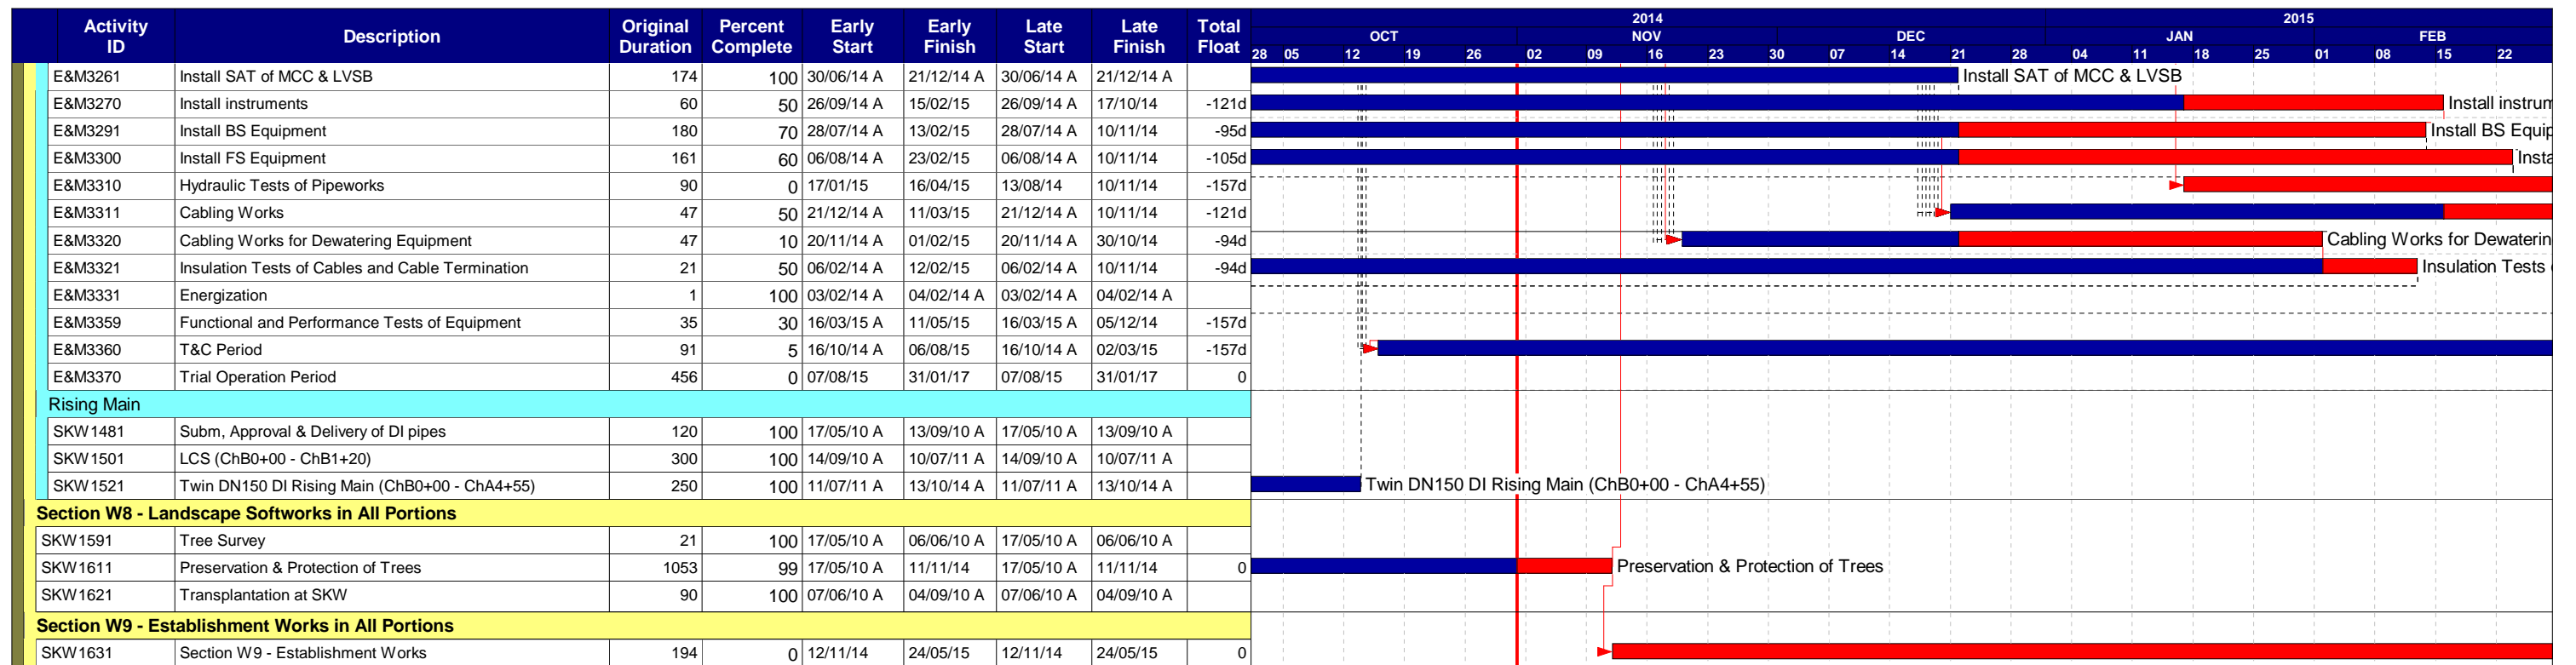 Activity ID Description Original Duration Percent Complete Early Start Early Finish Late Start Late Finish Total Float
2014 2015
OCT NOV DEC JAN FEB
28 05 12 19 26 02 09 16 23 30 07 14 21 28 04 11 18 25 01 08 15 22
E&M3261 Install SAT of MCC & LVSB 174 100 30/06/14 A 21/12/14 A 30/06/14 A 21/12/14 A Install SAT of MCC & LVSB
E&M3270 Install instruments 60 50 26/09/14 A 15/02/15 26/09/14 A 17/10/14 -121d Install instrum
E&M3291 Install BS Equipment 180 70 28/07/14 A 13/02/15 28/07/14 A 10/11/14 -95d Install BS Equip
E&M3300 Install FS Equipment 161 60 06/08/14 A 23/02/15 06/08/14 A 10/11/14 -105d Insta
E&M3310 Hydraulic Tests of Pipeworks 90 0 17/01/15 16/04/15 13/08/14 10/11/14 -157d
E&M3311 Cabling Works 47 50 21/12/14 A 11/03/15 21/12/14 A 10/11/14 -121d
E&M3320 Cabling Works for Dewatering Equipment 47 10 20/11/14 A 01/02/15 20/11/14 A 30/10/14 -94d Cabling Works for Dewaterin
E&M3321 Insulation Tests of Cables and Cable Termination 21 50 06/02/14 A 12/02/15 06/02/14 A 10/11/14 -94d Insulation Tests
E&M3331 Energization 1 100 03/02/14 A 04/02/14 A 03/02/14 A 04/02/14 A
E&M3359 Functional and Performance Tests of Equipment 35 30 16/03/15 A 11/05/15 16/03/15 A 05/12/14 -157d
E&M3360 T&C Period 91 5 16/10/14 A 06/08/15 16/10/14 A 02/03/15 -157d
E&M3370 Trial Operation Period 456 0 07/08/15 31/01/17 07/08/15 31/01/17 0
Rising Main
SKW1481 Subm, Approval & Delivery of DI pipes 120 100 17/05/10 A 13/09/10 A 17/05/10 A 13/09/10 A
SKW1501 LCS (ChB0+00 - ChB1+20) 300 100 14/09/10 A 10/07/11 A 14/09/10 A 10/07/11 A
SKW1521 Twin DN150 DI Rising Main (ChB0+00 - ChA4+55) 250 100 11/07/11 A 13/10/14 A 11/07/11 A 13/10/14 A Twin DN150 DI Rising Main (ChB0+00 - ChA4+55)
Section W8 - Landscape Softworks in All Portions
SKW1591 Tree Survey 21 100 17/05/10 A 06/06/10 A 17/05/10 A 06/06/10 A
SKW1611 Preservation & Protection of Trees 1053 99 17/05/10 A 11/11/14 17/05/10 A 11/11/14 0 Preservation & Protection of Trees
SKW1621 Transplantation at SKW 90 100 07/06/10 A 04/09/10 A 07/06/10 A 04/09/10 A
Section W9 - Establishment Works in All Portions
SKW1631 Section W9 - Establishment Works 194 0 12/11/14 24/05/15 12/11/14 24/05/15 0